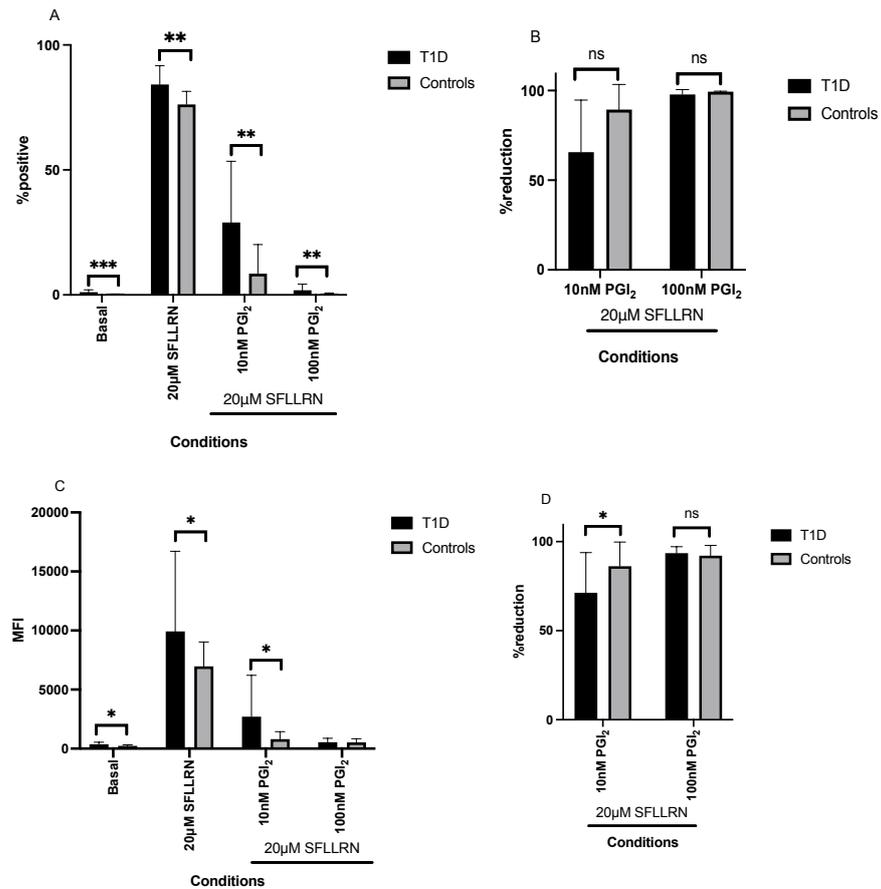 A
100
50
0
%positive
**
**
**
***
T1D
Controls
Basal
20µM SFLLRN
10nM PGI₂
100nM PGI₂
20µM SFLLRN
Conditions
B
100
50
0
%reduction
ns
ns
T1D
Controls
10nM PGI₂
100nM PGI₂
20µM SFLLRN
Conditions
C
20000
15000
10000
5000
0
MFI
*
*
*
T1D
Controls
Basal
20µM SFLLRN
10nM PGI₂
100nM PGI₂
20µM SFLLRN
Conditions
D
100
50
0
%reduction
*
ns
T1D
Controls
10nM PGI₂
100nM PGI₂
20µM SFLLRN
Conditions